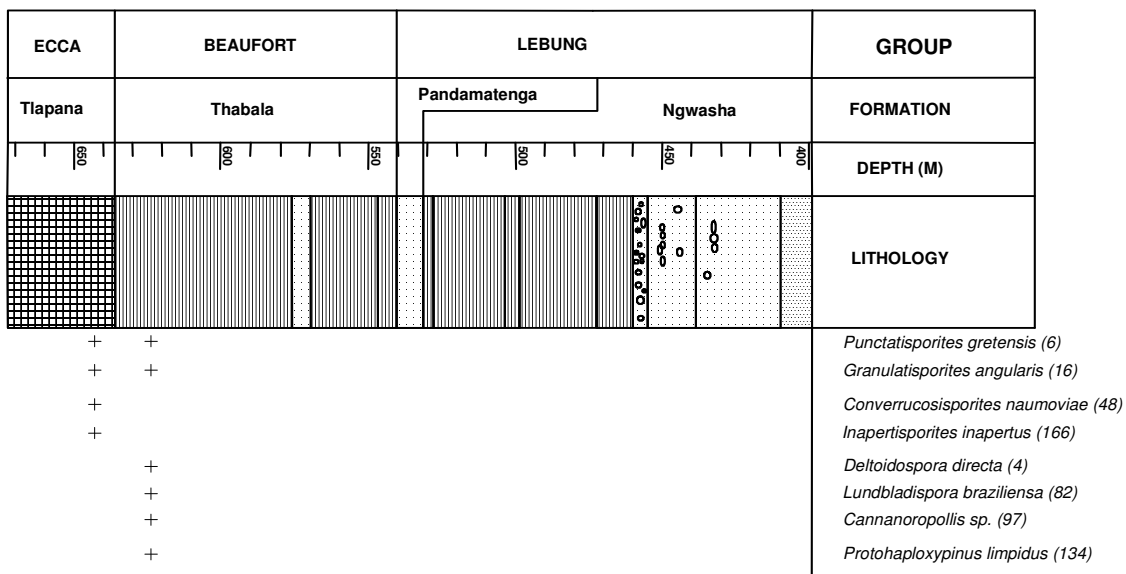 ECCA BEAUFORT LEBUNG GROUP
Tlapana Thabala Pandamatenga Ngwasha FORMATION
650 600 550 500 450 400 DEPTH (M)
LITHOLOGY
+ + Punctatisporites gretensis (6)
+ + Granulatisporites angularis (16)
+ Converrucosisporites naumoviae (48)
+ Inapertisporites inapertus (166)
+ Deltoidospora directa (4)
+ Lundbladispora braziliensa (82)
+ Cannanoropollis sp. (97)
+ Protohaploxypinus limpidus (134)